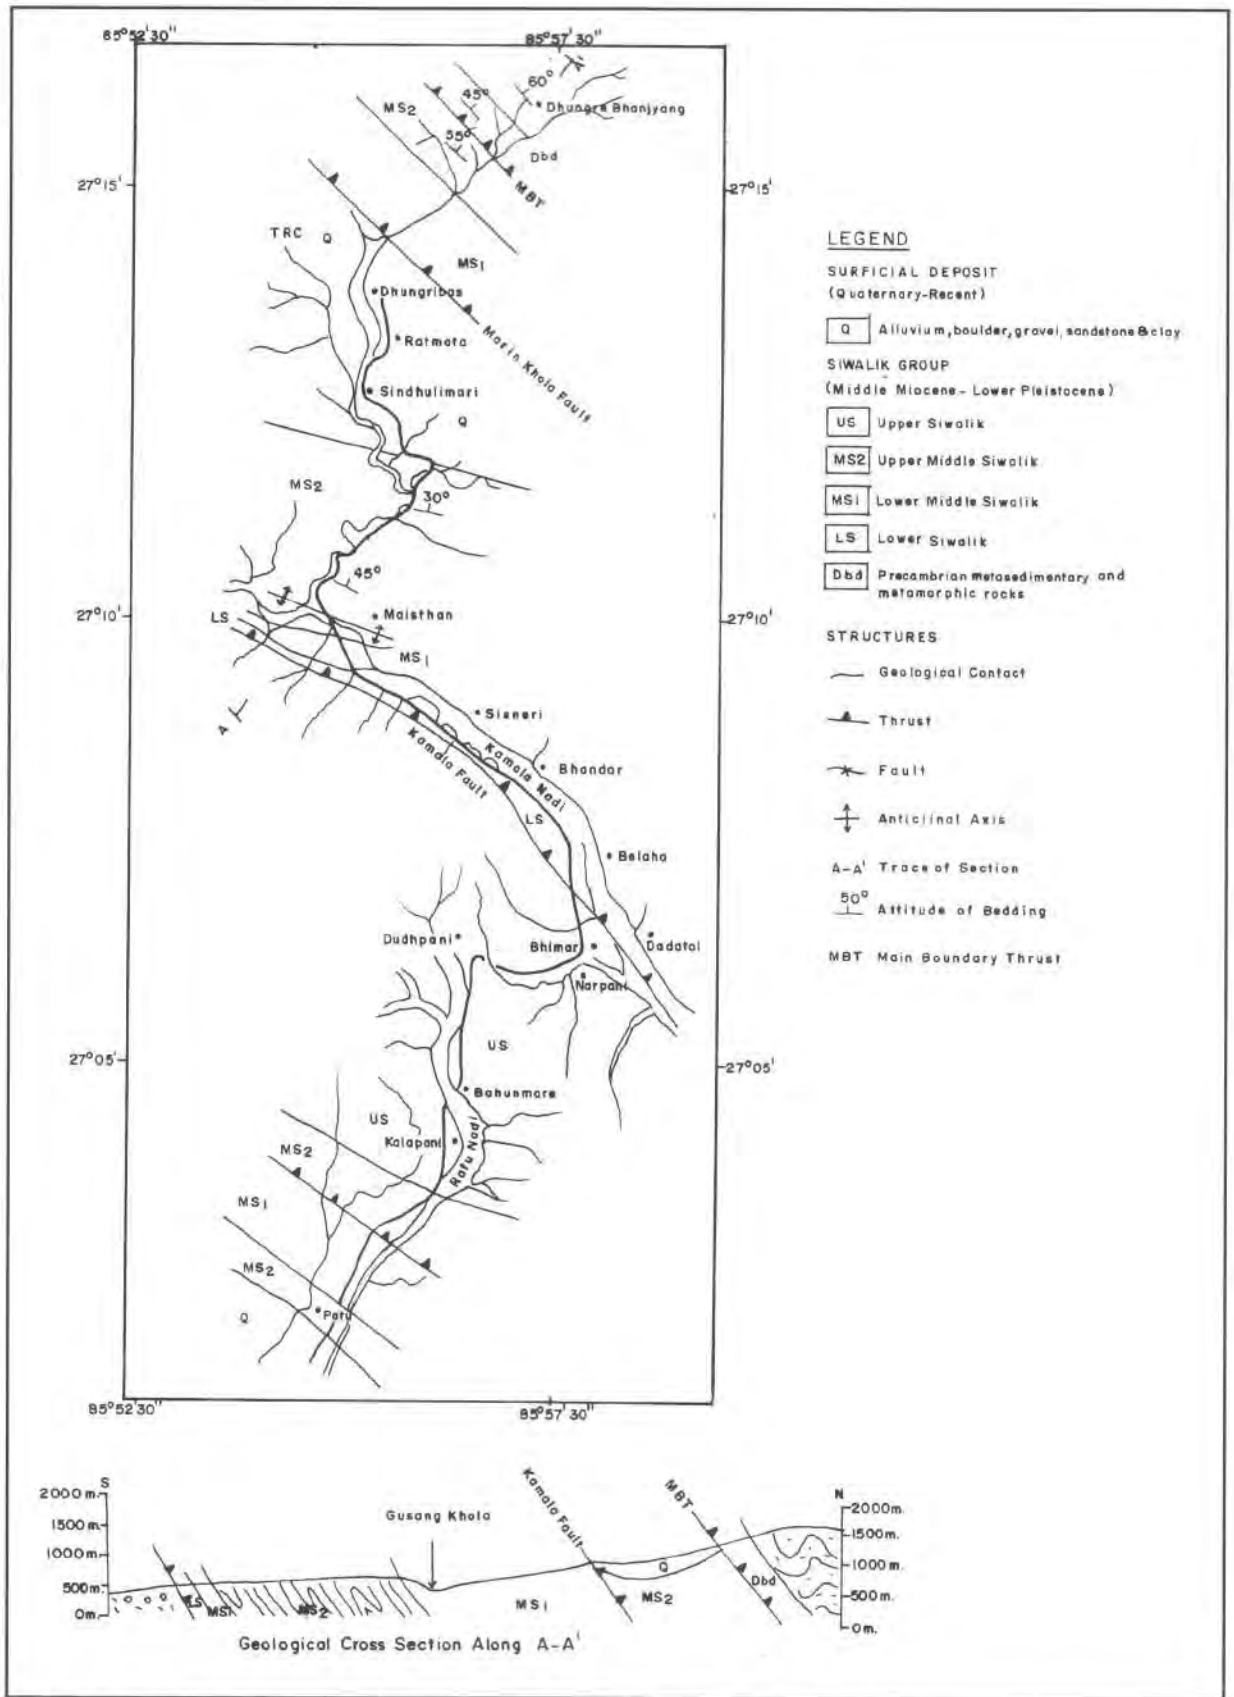 85°52'30"
85°57'30"
A'
60°
45°
MS2
Dhungre Bhanjyang
55°
Dbd
27°15'
27°15'
MBT
TRC
Q
MS1
Dhungribas
Ratmata
Marin Khola Fault
Sindhulimari
Q
MS2
30°
45°
27°10'
Maisthan
27°10'
LS
MS1
A
Sisneri
Kamala Fault
Kamala Nadi
Bhandar
LS
Belaha
Dudhpani
Bhimar
Dadatol
Narpani
US
27°05'
27°05'
Bahunmare
US
Kalapani
Ratu Nadi
MS2
MS1
MS2
Q
Patu
85°52'30"
85°57'30"
LEGEND
SURFICIAL DEPOSIT
(Quaternary-Recent)
Q Alluvium, boulder, gravel, sandstone & clay
SIWALIK GROUP
(Middle Miocene - Lower Pleistocene)
US Upper Siwalik
MS2 Upper Middle Siwalik
MS1 Lower Middle Siwalik
LS Lower Siwalik
Dbd Precambrian metasedimentary and
metamorphic rocks
STRUCTURES
Geological Contact
Thrust
Fault
Anticlinal Axis
A-A' Trace of Section
50° Attitude of Bedding
MBT Main Boundary Thrust
S
2000 m.
1500 m.
1000 m.
500 m.
0 m.
Gusang Khola
Kamala Fault
MBT
N
2000 m.
1500 m.
1000 m.
500 m.
0 m.
LS
MS1
MS2
MS1
Q
MS2
Dbd
Geological Cross Section Along A-A'